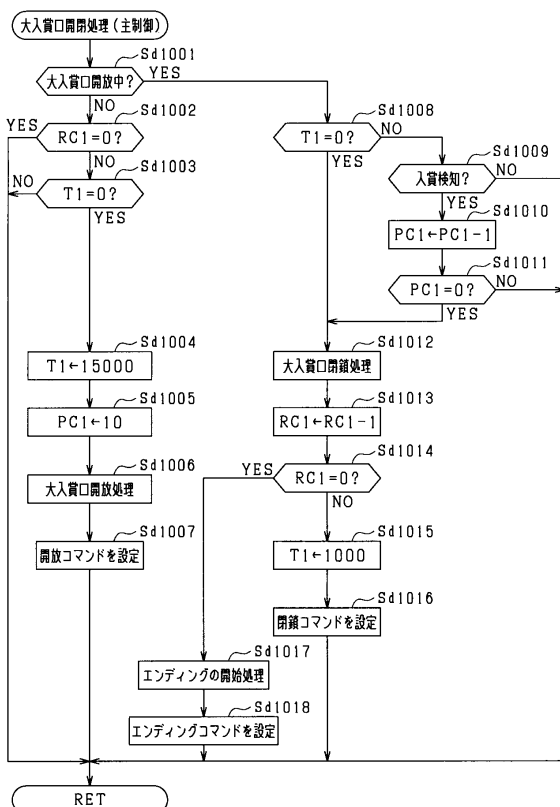 大入賞口開閉処理(主制御)
Sd1001
大入賞口開放中?
YES
NO
Sd1002
YES
RC1=0?
NO
Sd1003
NO
T1=0?
YES
Sd1004
T1←15000
Sd1005
PC1←10
Sd1006
大入賞口開放処理
Sd1007
開放コマンドを設定
Sd1008
T1=0?
NO
YES
Sd1009
入賞検知?
NO
YES
Sd1010
PC1←PC1-1
Sd1011
PC1=0?
NO
YES
Sd1012
大入賞口閉鎖処理
Sd1013
RC1←RC1-1
Sd1014
YES
RC1=0?
NO
Sd1015
T1←1000
Sd1016
閉鎖コマンドを設定
Sd1017
エンディングの開始処理
Sd1018
エンディングコマンドを設定
RET